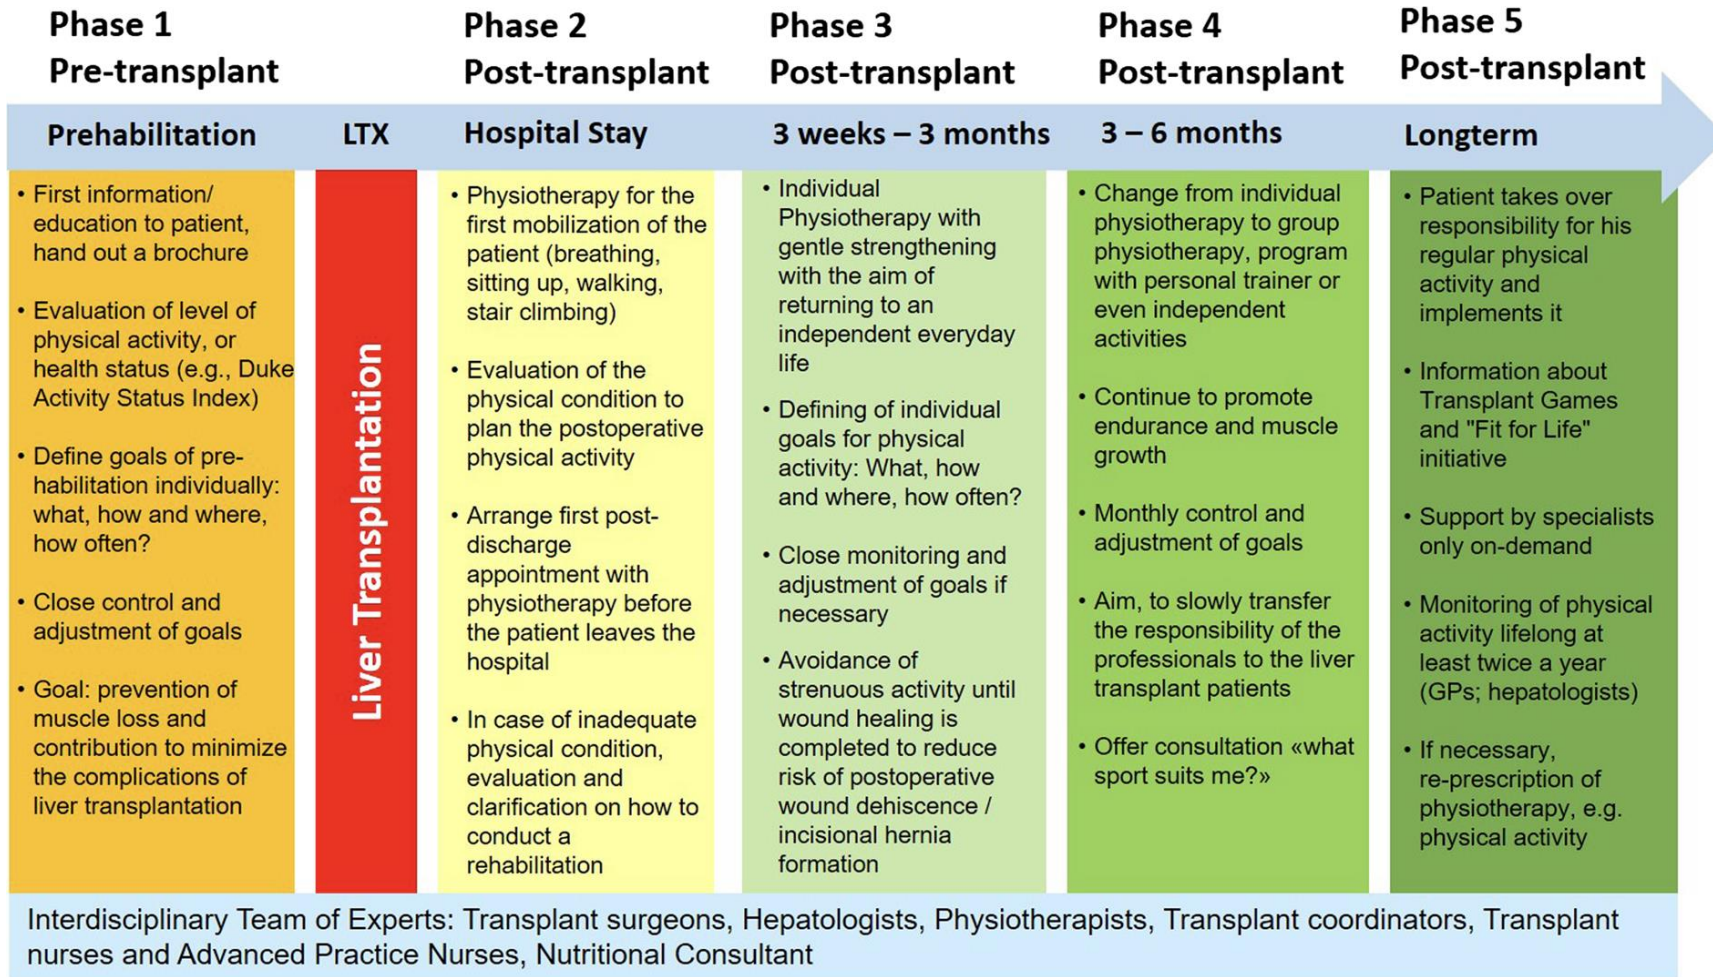 Phase 1
Pre-transplant
Phase 2
Post-transplant
Phase 3
Post-transplant
Phase 4
Post-transplant
Phase 5
Post-transplant
Prehabilitation
LTX
Hospital Stay
3 weeks – 3 months
3 – 6 months
Longterm
• First information/
education to patient,
hand out a brochure
• Evaluation of level of
physical activity, or
health status (e.g., Duke
Activity Status Index)
• Define goals of pre-
habilitation individually:
what, how and where,
how often?
• Close control and
adjustment of goals
• Goal: prevention of
muscle loss and
contribution to minimize
the complications of
liver transplantation
Liver Transplantation
• Physiotherapy for the
first mobilization of the
patient (breathing,
sitting up, walking,
stair climbing)
• Evaluation of the
physical condition to
plan the postoperative
physical activity
• Arrange first post-
discharge
appointment with
physiotherapy before
the patient leaves the
hospital
• In case of inadequate
physical condition,
evaluation and
clarification on how to
conduct a
rehabilitation
• Individual
Physiotherapy with
gentle strengthening
with the aim of
returning to an
independent everyday
life
• Defining of individual
goals for physical
activity: What, how
and where, how often?
• Close monitoring and
adjustment of goals if
necessary
• Avoidance of
strenuous activity until
wound healing is
completed to reduce
risk of postoperative
wound dehiscence /
incisional hernia
formation
• Change from individual
physiotherapy to group
physiotherapy, program
with personal trainer or
even independent
activities
• Continue to promote
endurance and muscle
growth
• Monthly control and
adjustment of goals
• Aim, to slowly transfer
the responsibility of the
professionals to the liver
transplant patients
• Offer consultation «what
sport suits me?»
• Patient takes over
responsibility for his
regular physical
activity and
implements it
• Information about
Transplant Games
and "Fit for Life"
initiative
• Support by specialists
only on-demand
• Monitoring of physical
activity lifelong at
least twice a year
(GPs; hepatologists)
• If necessary,
re-prescription of
physiotherapy, e.g.
physical activity
Interdisciplinary Team of Experts: Transplant surgeons, Hepatologists, Physiotherapists, Transplant coordinators, Transplant
nurses and Advanced Practice Nurses, Nutritional Consultant